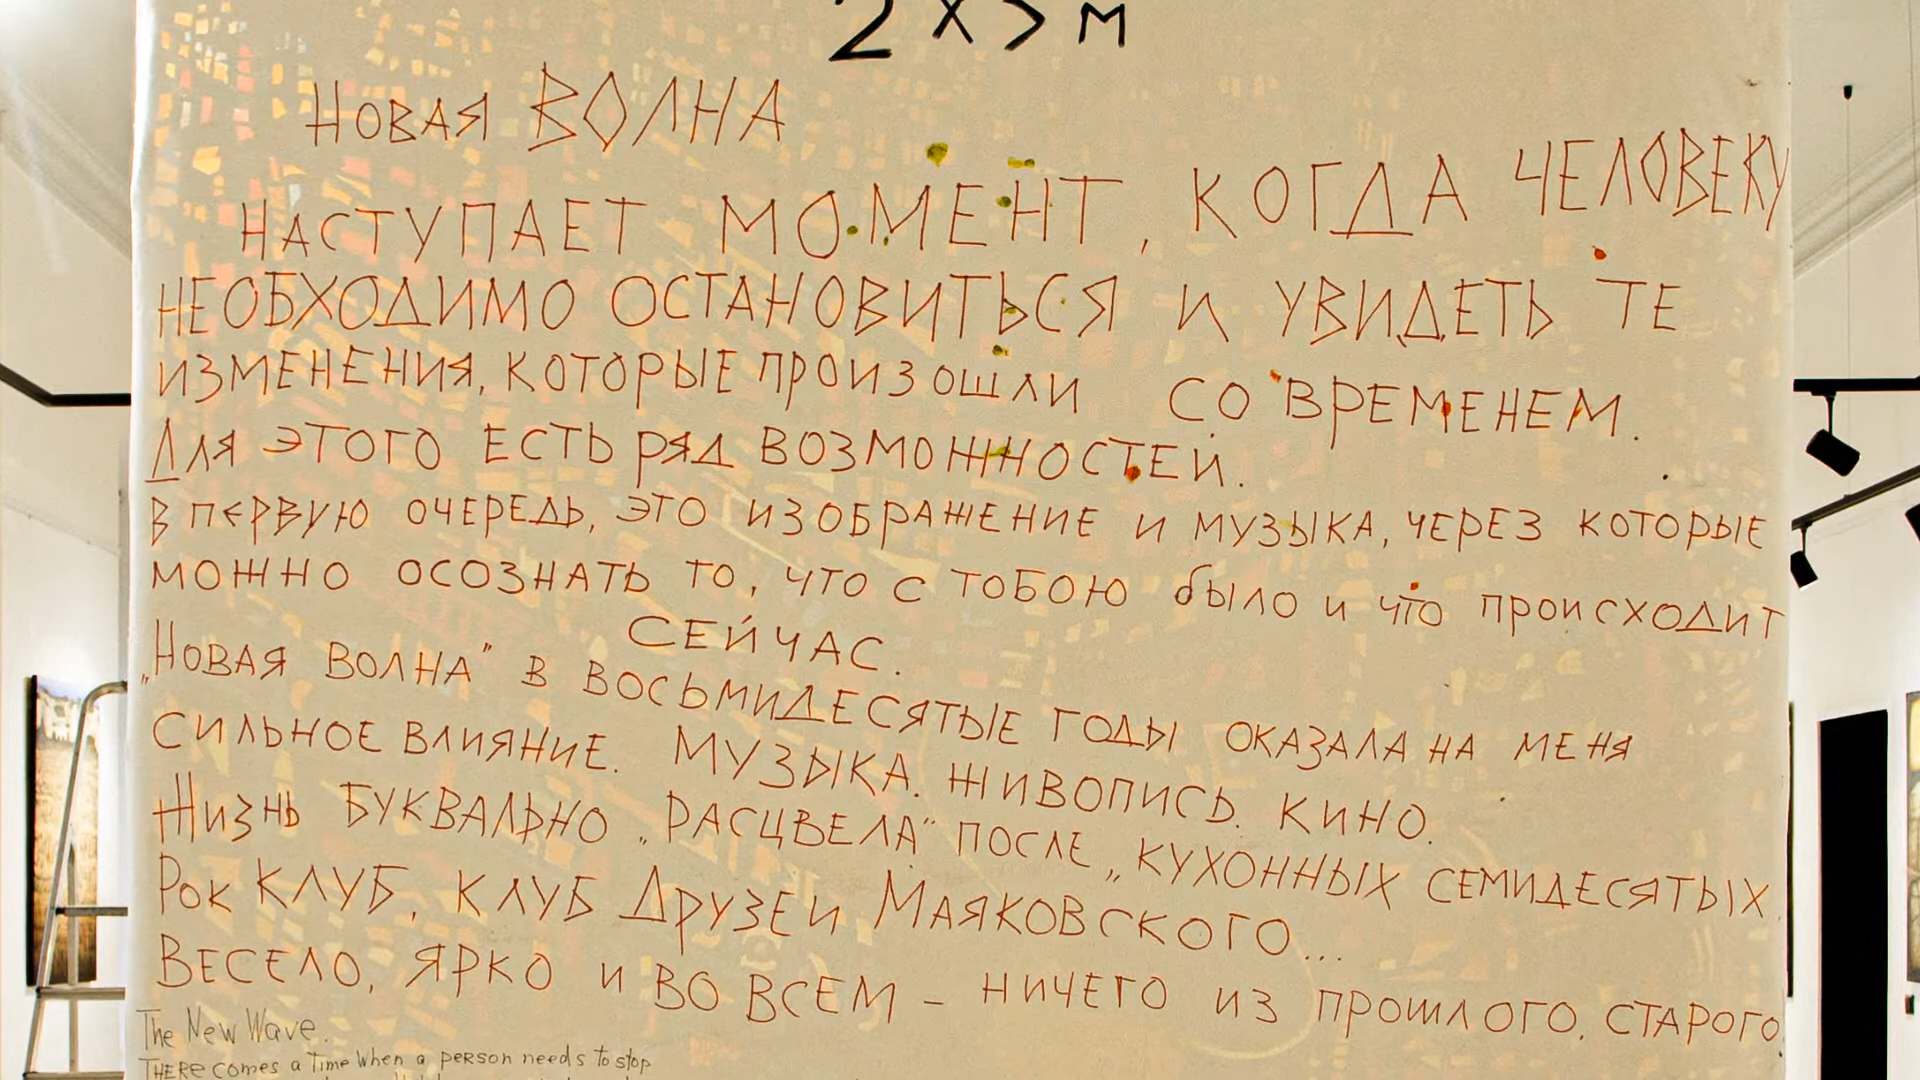 2 х > м
Новая ВОЛНА
НАСТУПАЕТ МОМЕНТ, КОГДА ЧЕЛОВЕКУ
НЕОБХОДИМО ОСТАНОВИТЬСЯ И УВИДЕТЬ ТЕ
ИЗМЕНЕНИЯ, КОТОРЫЕ ПРОИЗОШЛИ СО ВРЕМЕНЕМ.
Для ЭТОГО ЕСТЬ РЯД ВОЗМОЖНОСТЕЙ.
В ПЕРВУЮ ОЧЕРЕДЬ, ЭТО ИЗОБРАЖЕНИЕ И МУЗЫКА, ЧЕРЕЗ КОТОРЫЕ
МОЖНО ОСОЗНАТЬ ТО, ЧТО С ТОБОЮ было И ЧТО ПРОИСХОДИТ
СЕЙЧАС.
„НОВАЯ ВОЛНА" В ВОСЬМИДЕСЯТЫЕ ГОДЫ ОКАЗАЛА НА МЕНЯ
СИЛЬНОЕ ВЛИЯНИЕ. МУЗЫКА. ЖИВОПИСЬ. КИНО.
ЖИЗНЬ БУКВАЛЬНО „РАСЦВЕЛА" ПОСЛЕ „КУХОННЫХ СЕМИДЕСЯТЫХ.
Рок КЛУБ, КЛУБ ДРУЗЕЙ МАЯКОВСКОГО...
ВЕСЕЛО, ЯРКО И ВО ВСЕМ - НИЧЕГО ИЗ ПРОШЛОГО, СТАРОГО.
The New Wave.
THERE comes a Time When a person needs to stop